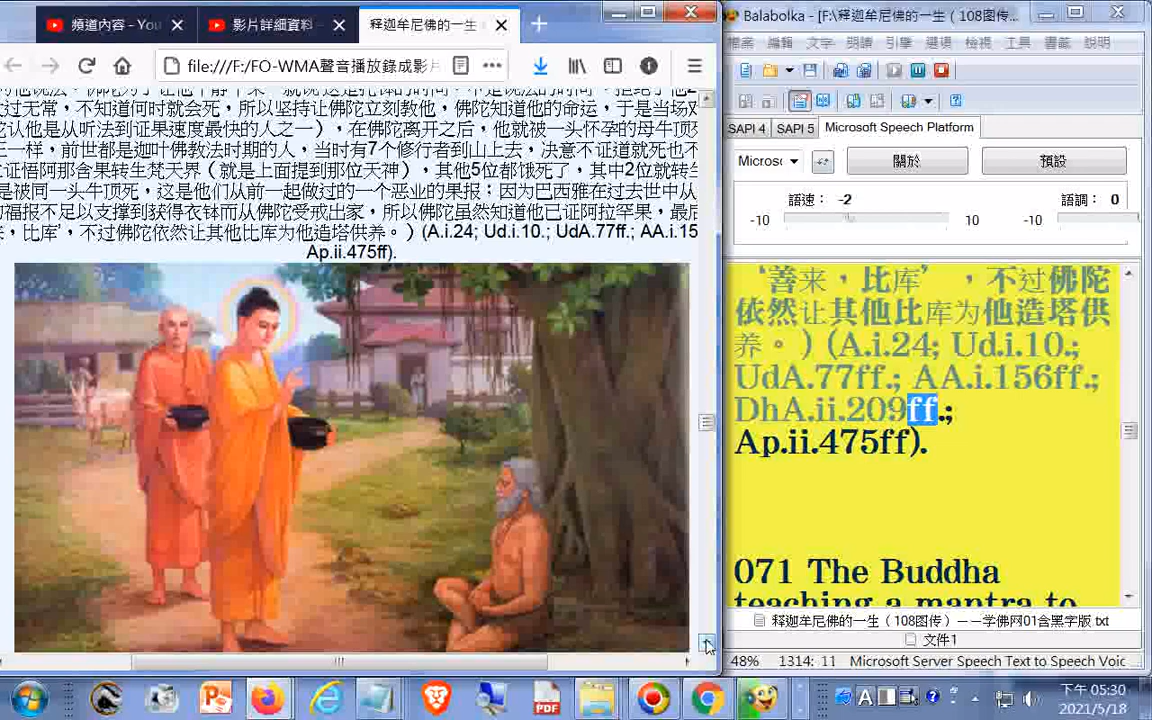 頻道內容 - You
影片詳細資料 -
释迦牟尼佛的一生
file:///F:/FO-WMA聲音播放錄成影片
过无常，不知道何时就会死，所以坚持让佛陀立刻教他，佛陀知道他的命运，于是当场对
陀认他是从听法到证果速度最快的人之一），在佛陀离开之后，他就被一头怀孕的母牛顶死
三一样，前世都是迦叶佛教法时期的人，当时有7个修行者到山上去，决意不证道就死也不
证悟阿那含果转生梵天界（就是上面提到那位天神），其他5位都饿死了，其中2位就转生
是被同一头牛顶死，这是他们从前一起做过的一个恶业的果报：因为巴西雅在过去世中从
的福报不足以支撑到获得衣钵而从佛陀受戒出家，所以佛陀虽然知道他已证阿拉罕果，最后
来，比库'，不过佛陀依然让其他比库为他造塔供养。）(A.i.24; Ud.i.10.; UdA.77ff.; AA.i.15
Ap.ii.475ff).
Balabolka - [F:\释迦牟尼佛的一生（108图传）...
檔案 編輯 文字 朗讀 引擎 選項 檢視 工具 書籤 說明
SAPI 4 SAPI 5 Microsoft Speech Platform
Micros 關於 預設
語速： -2 語調： 0
-10 10 -10
‘善来，比库’，不过佛陀
依然让其他比库为他造塔供
养。）(A.i.24; Ud.i.10.;
UdA.77ff.; AA.i.156ff.;
DhA.ii.209ff.;
Ap.ii.475ff).
071 The Buddha
teaching a mantra to
释迦牟尼佛的一生（108图传）——学佛网01含黑字版.txt
文件1
48% 1314: 11 Microsoft Server Speech Text to Speech Voic
下午 05:30
2021/5/18